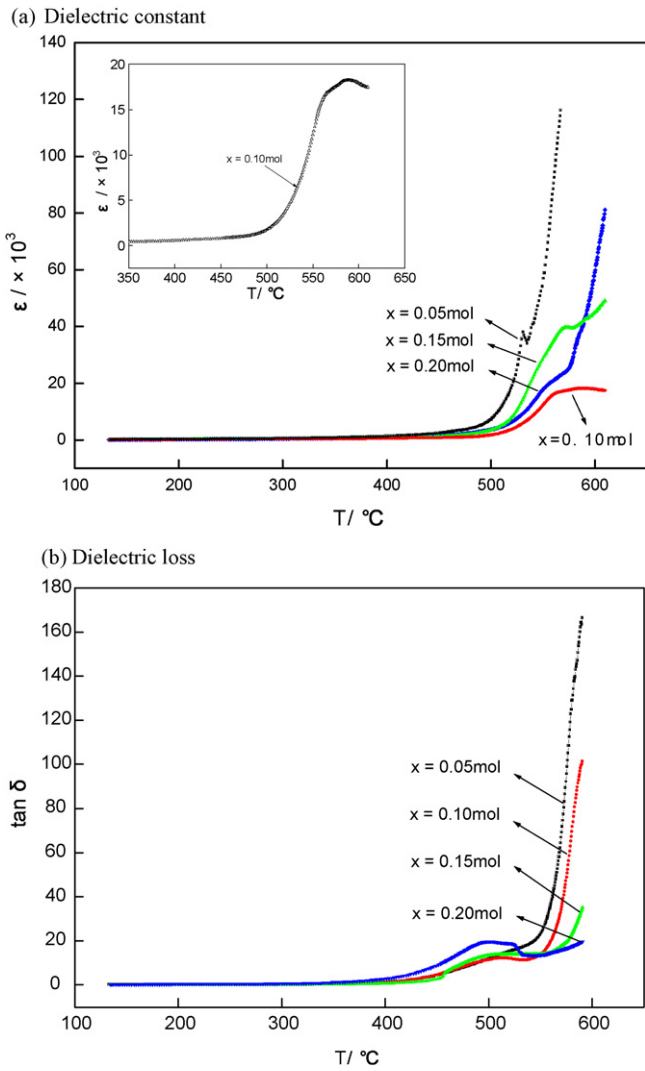 (a) Dielectric constant
140
120
100
80
60
40
20
0
ε / × 10³
20
15
10
5
0
ε / × 10³
x = 0.10mol
350 400 450 500 550 600 650
T/ °C
x = 0.05mol
x = 0.15mol
x = 0.20mol
x=0. 10mol
100 200 300 400 500 600
T/ °C
(b) Dielectric loss
180
160
140
120
100
80
60
40
20
0
tan δ
x = 0.05mol
x = 0.10mol
x = 0.15mol
x = 0.20mol
100 200 300 400 500 600
T/ °C